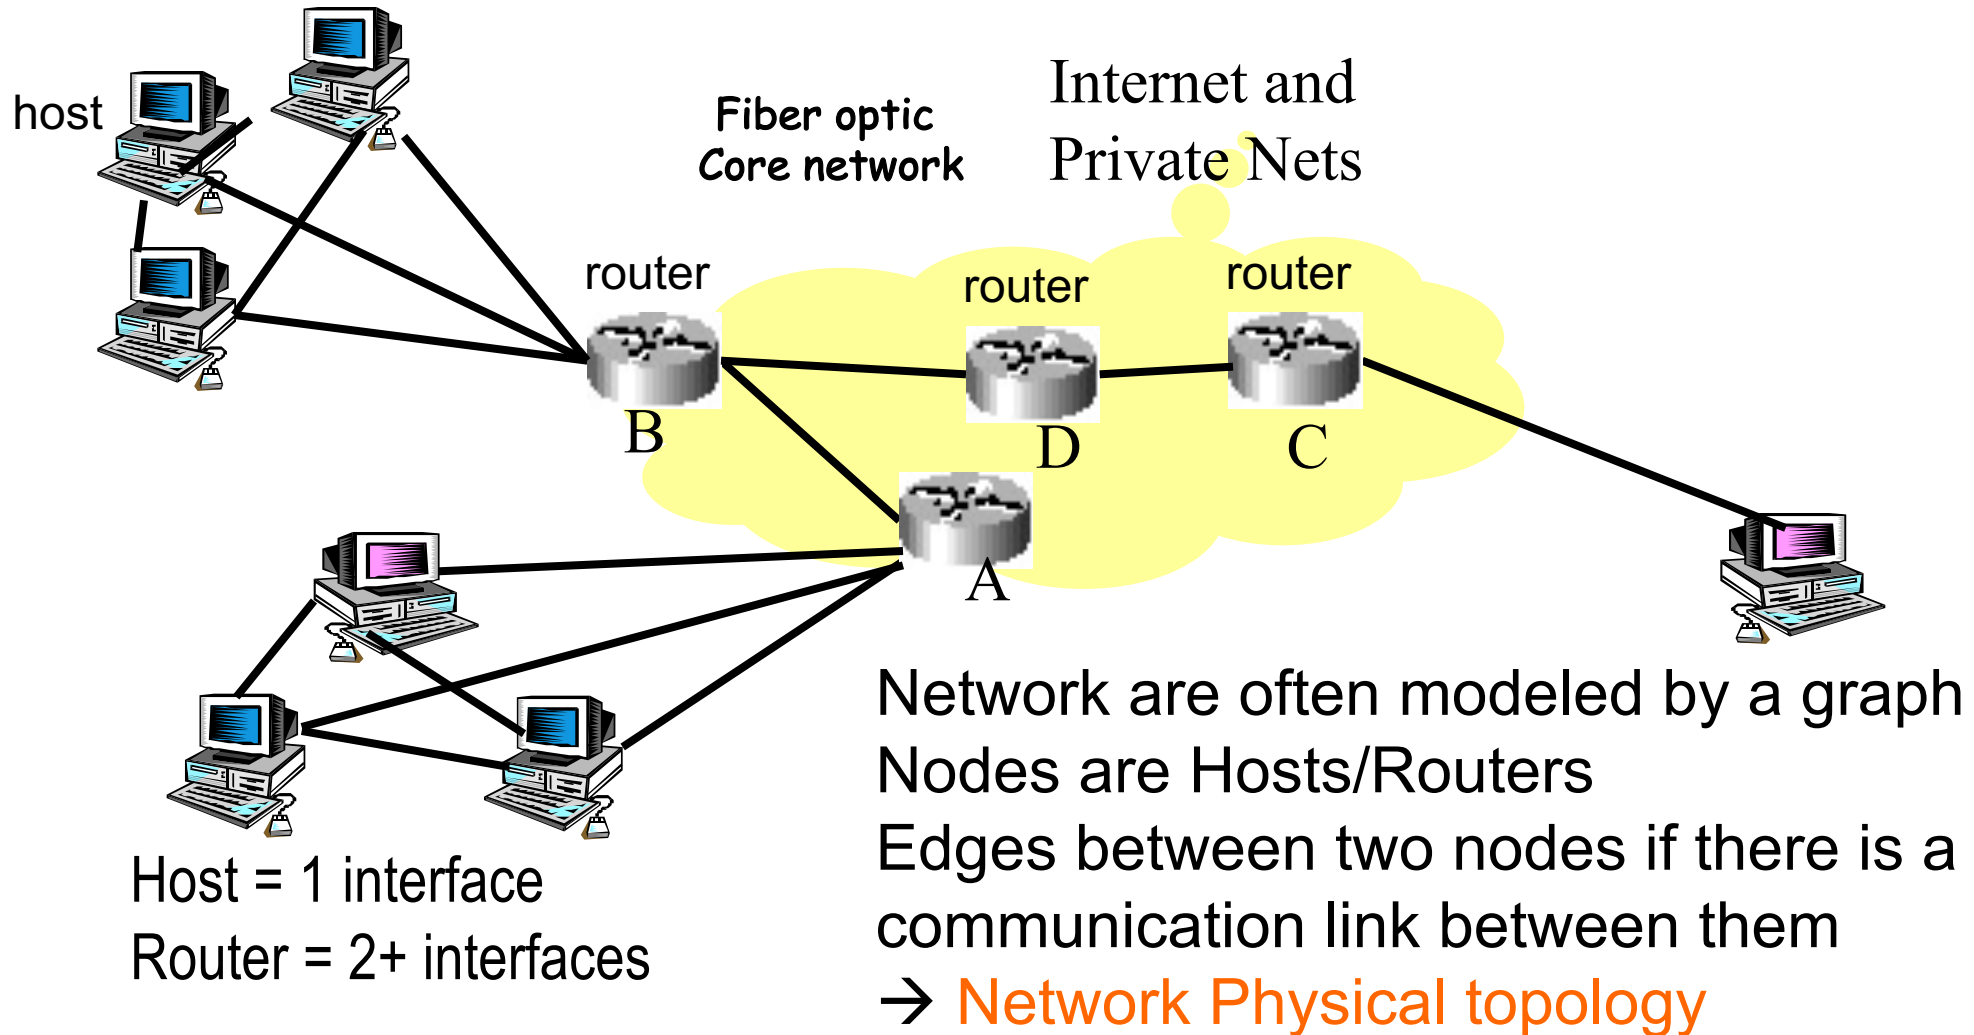 host
Fiber optic
Core network
Internet and
Private Nets
router
router
router
B
D
C
A
Host = 1 interface
Router = 2+ interfaces
Network are often modeled by a graph
Nodes are Hosts/Routers
Edges between two nodes if there is a
communication link between them
→ Network Physical topology